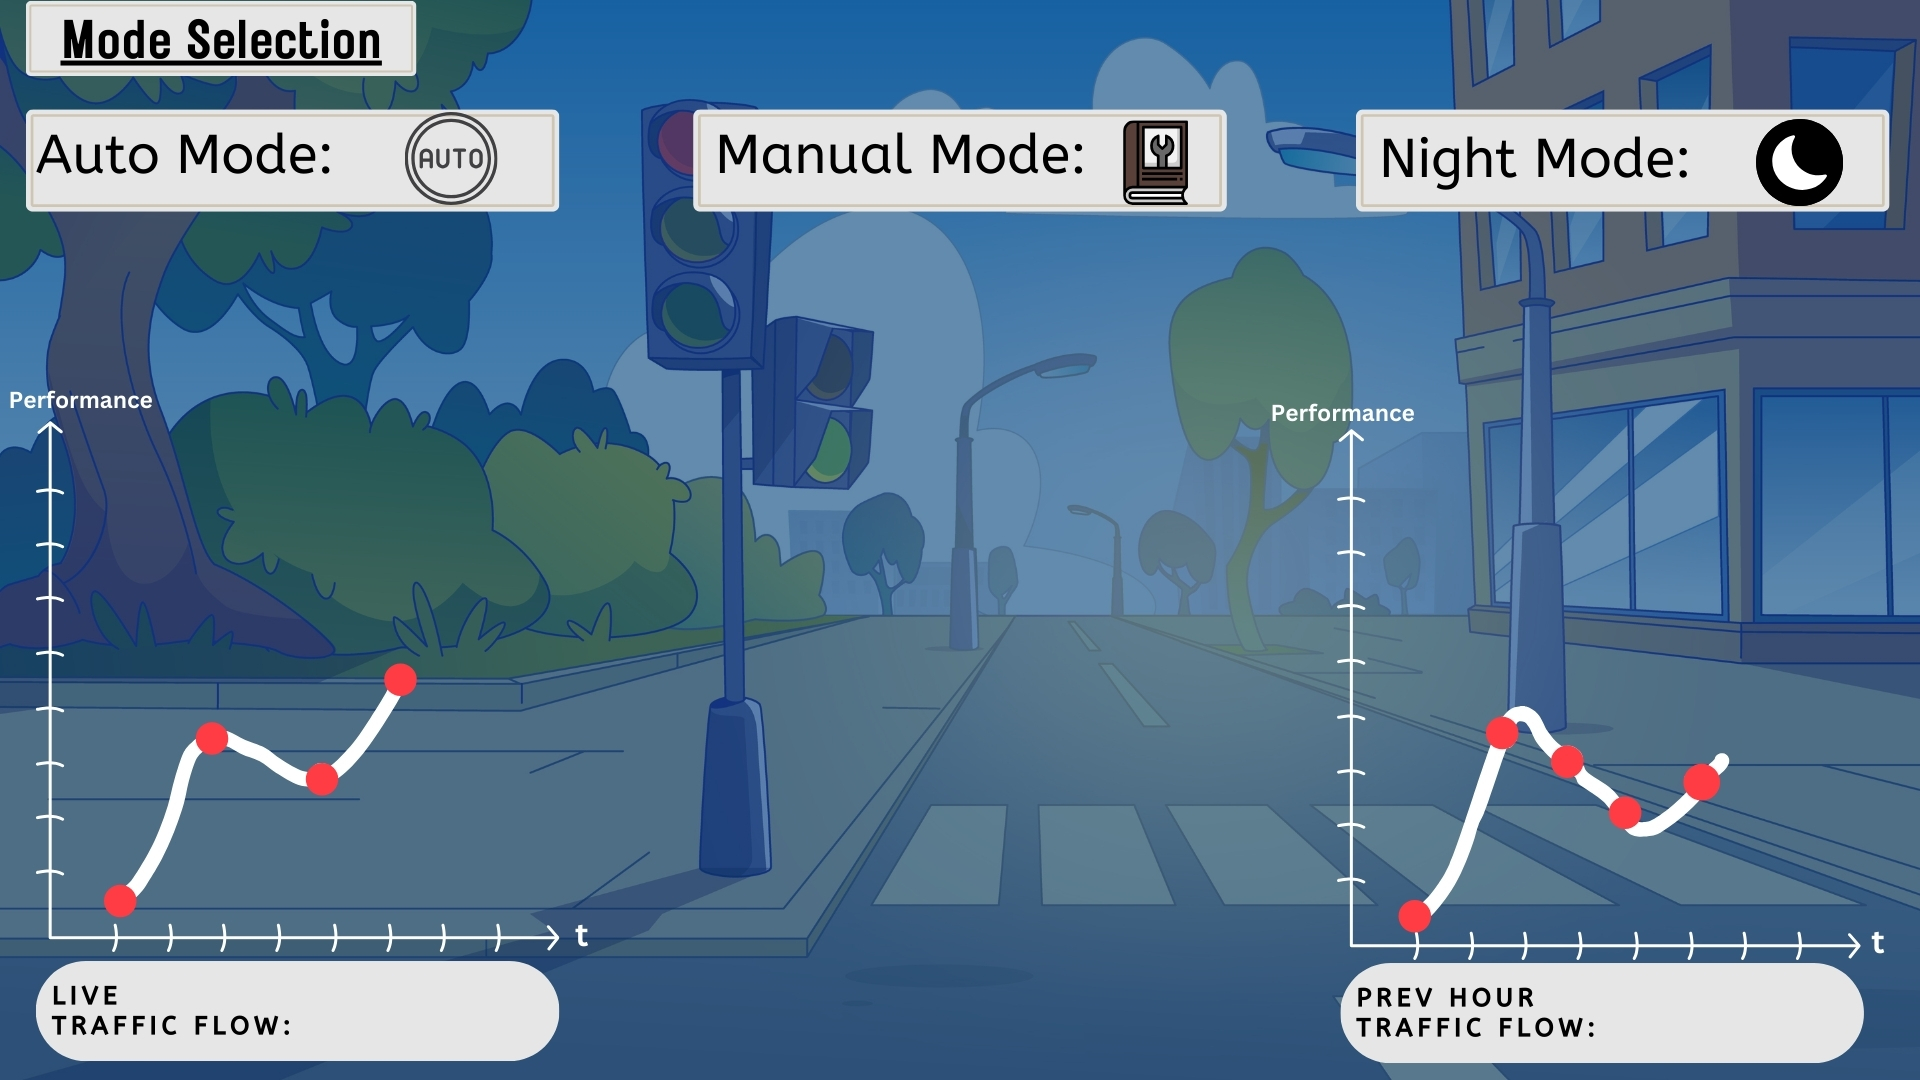 Mode Selection
Auto Mode:
AUTO
Manual Mode:
Night Mode:
Performance
t
LIVE
TRAFFIC FLOW:
Performance
t
PREV HOUR
TRAFFIC FLOW: